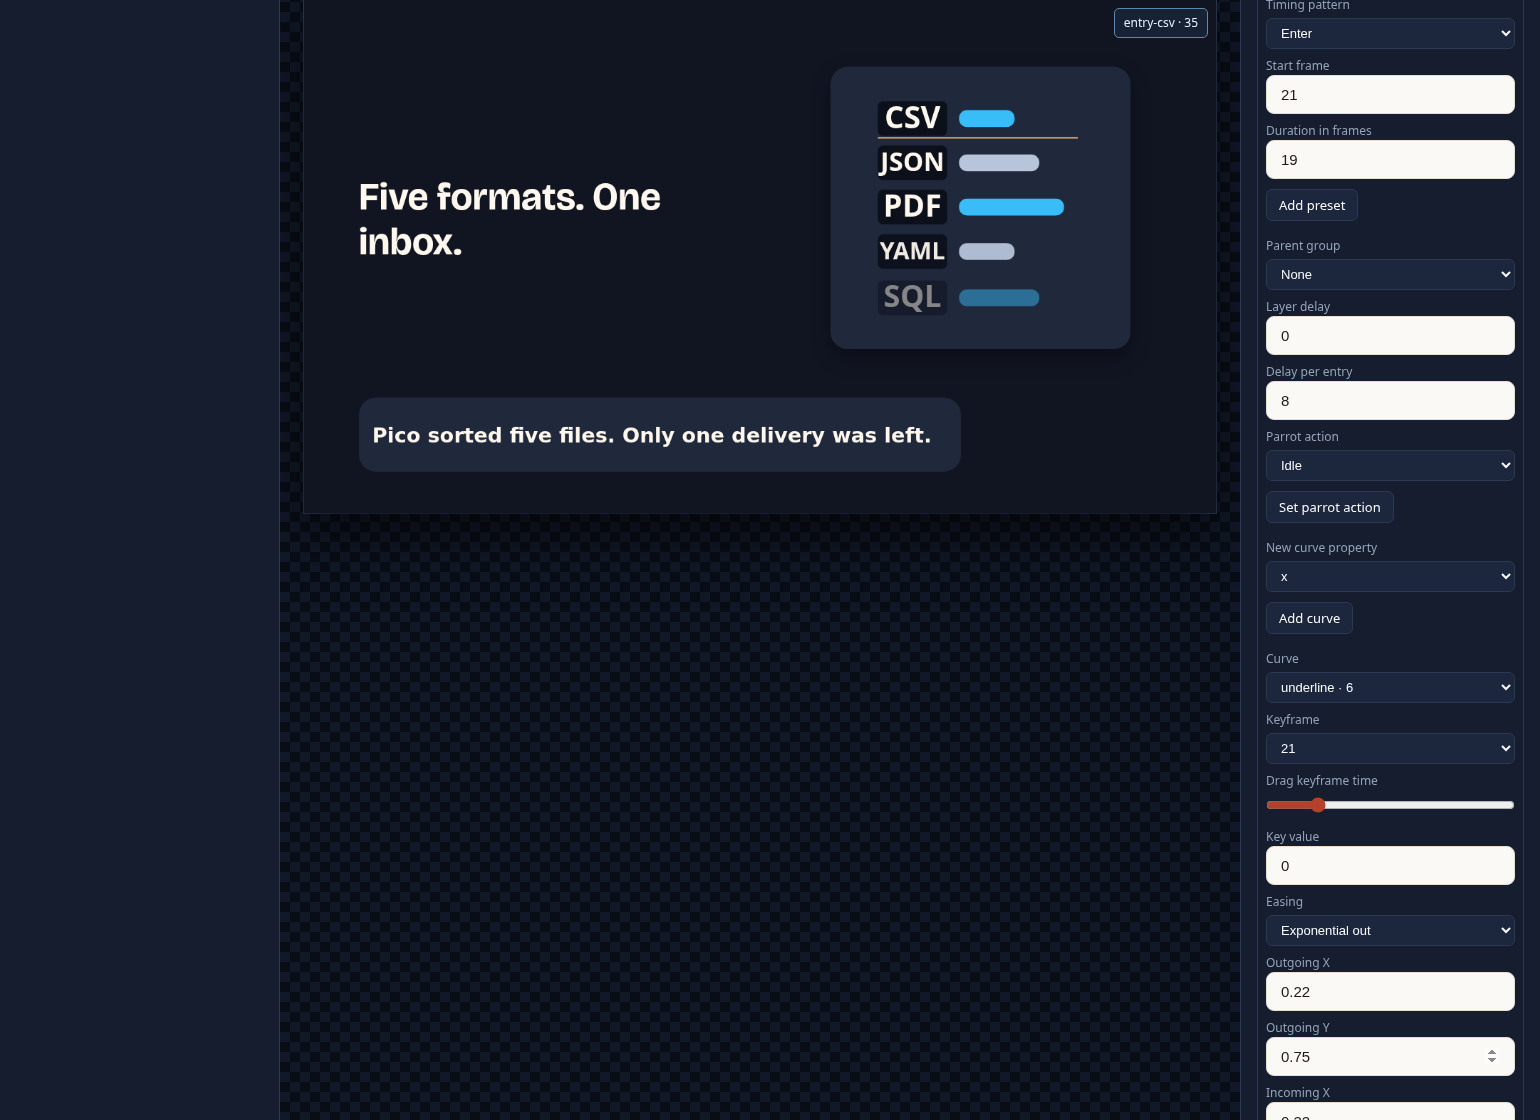 entry-csv · 35
CSV
JSON
PDF
YAML
SQL
Five formats. One
inbox.
Pico sorted five files. Only one delivery was left.
Timing pattern
Enter
Start frame
21
Duration in frames
19
Add preset
Parent group
None
Layer delay
0
Delay per entry
8
Parrot action
Idle
Set parrot action
New curve property
x
Add curve
Curve
underline · 6
Keyframe
21
Drag keyframe time
Key value
0
Easing
Exponential out
Outgoing X
0.22
Outgoing Y
0.75
Incoming X